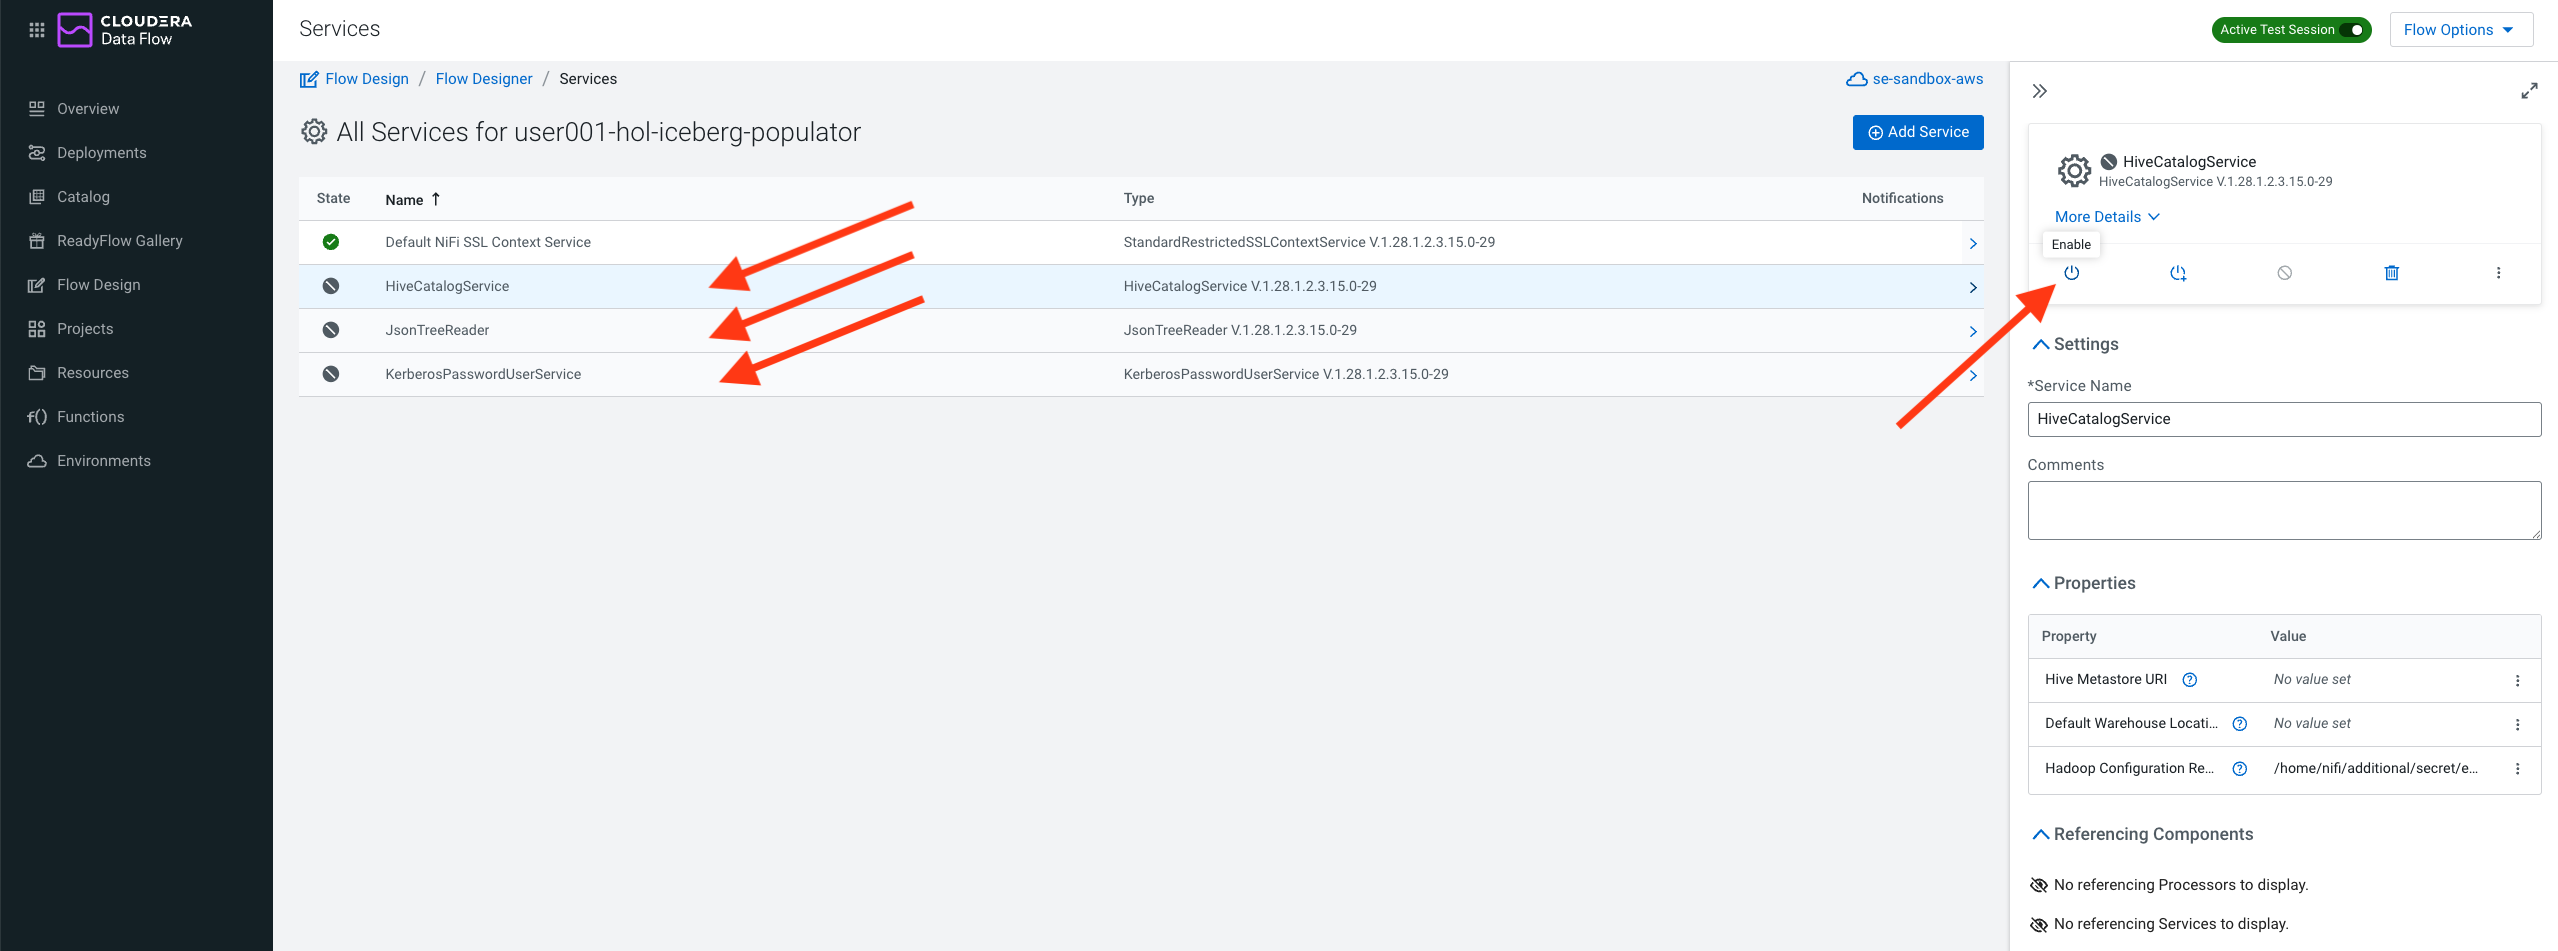 CLOUDERA
Data Flow
Overview
Deployments
Catalog
ReadyFlow Gallery
Flow Design
Projects
Resources
Functions
Environments
Services
Active Test Session
Flow Options
Flow Design / Flow Designer / Services
se-sandbox-aws
All Services for user001-hol-iceberg-populator
Add Service
State Name Type Notifications
Default NiFi SSL Context Service StandardRestrictedSSLContextService V.1.28.1.2.3.15.0-29
HiveCatalogService HiveCatalogService V.1.28.1.2.3.15.0-29
JsonTreeReader JsonTreeReader V.1.28.1.2.3.15.0-29
KerberosPasswordUserService KerberosPasswordUserService V.1.28.1.2.3.15.0-29
HiveCatalogService
HiveCatalogService V.1.28.1.2.3.15.0-29
More Details
Enable
Settings
*Service Name
HiveCatalogService
Comments
Properties
Property Value
Hive Metastore URI No value set
Default Warehouse Locati... No value set
Hadoop Configuration Re... /home/nifi/additional/secret/e...
Referencing Components
No referencing Processors to display.
No referencing Services to display.